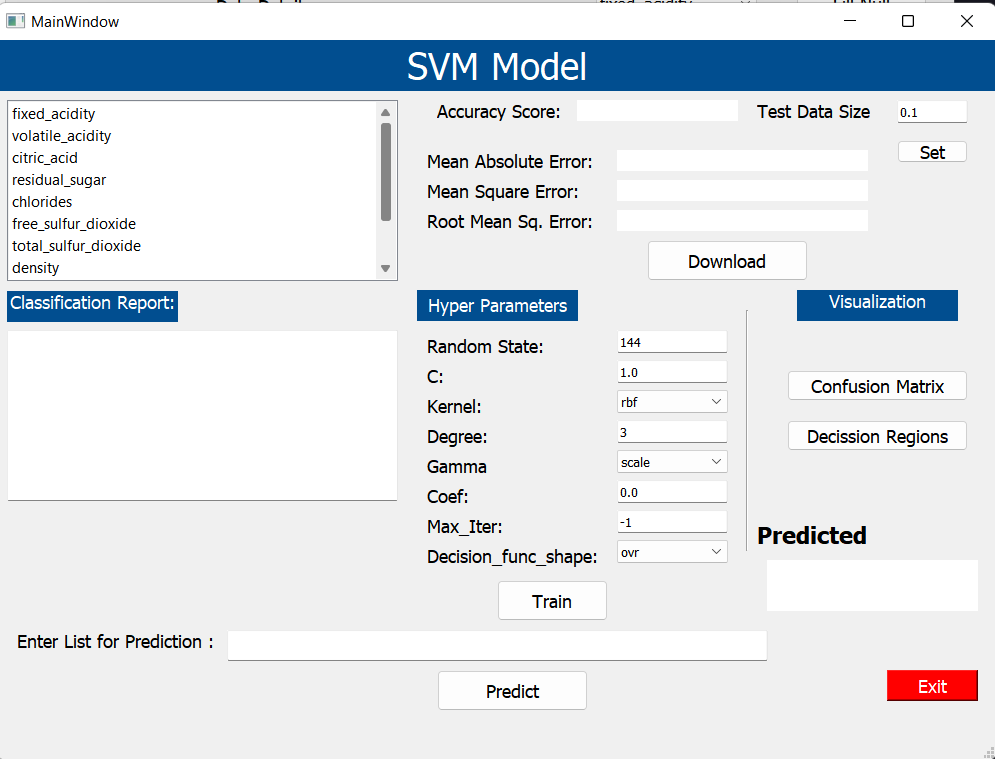 MainWindow
SVM Model
fixed_acidity
volatile_acidity
citric_acid
residual_sugar
chlorides
free_sulfur_dioxide
total_sulfur_dioxide
density
Accuracy Score:
Test Data Size
0.1
Set
Mean Absolute Error:
Mean Square Error:
Root Mean Sq. Error:
Download
Classification Report:
Hyper Parameters
Visualization
Random State:
144
C:
1.0
Kernel:
rbf
Degree:
3
Gamma
scale
Coef:
0.0
Max_Iter:
-1
Decision_func_shape:
ovr
Confusion Matrix
Decission Regions
Predicted
Train
Enter List for Prediction :
Predict
Exit